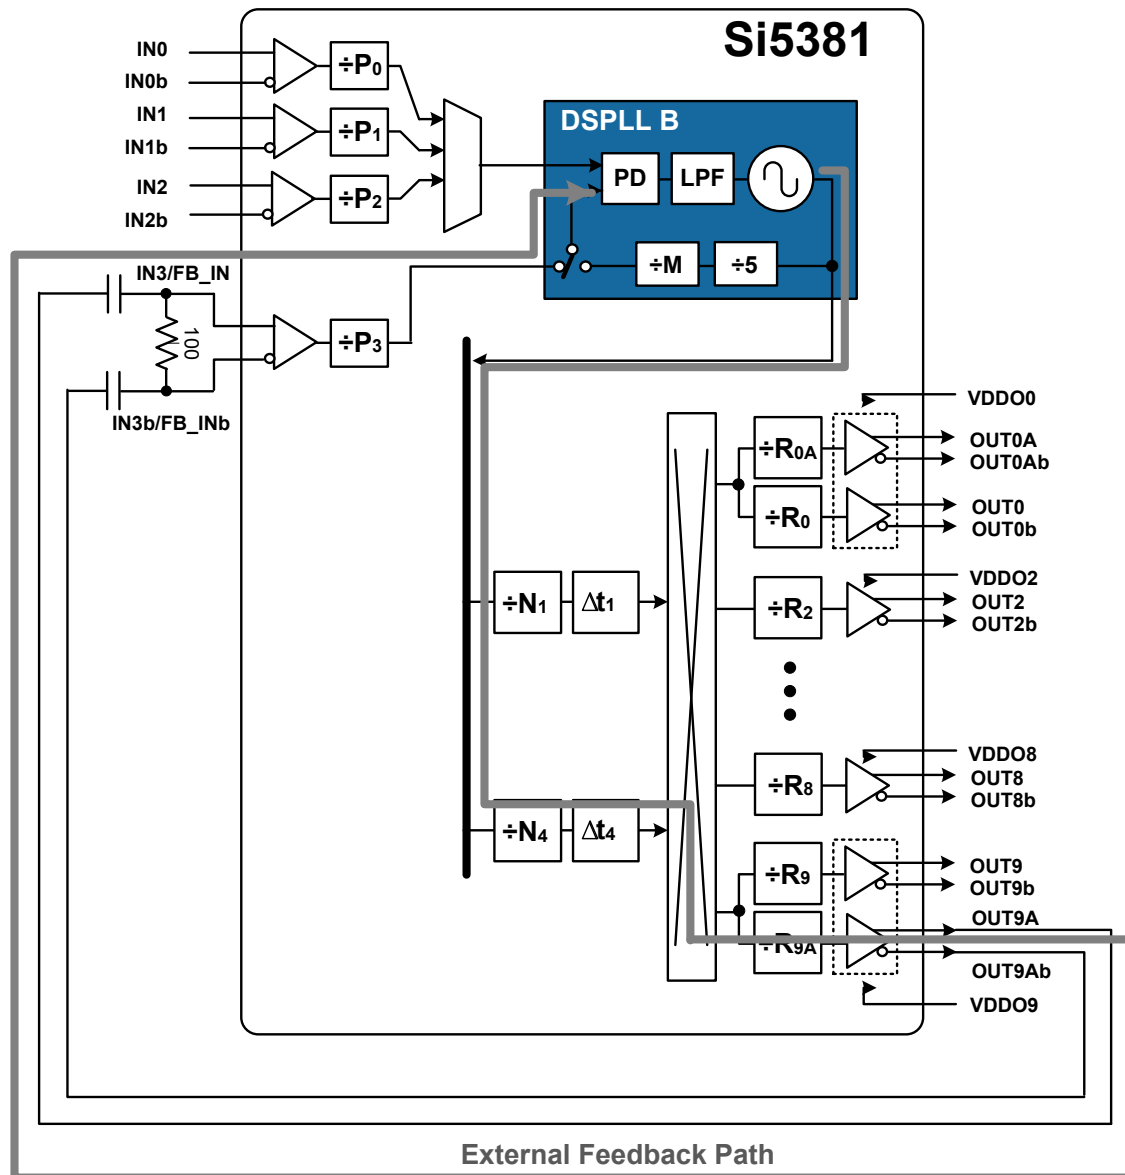 Si5381
IN0
IN0b
÷P0
IN1
IN1b
÷P1
IN2
IN2b
÷P2
DSPLL B
PD
LPF
÷M
÷5
IN3/FB_IN
100
÷P3
IN3b/FB_INb
VDDO0
÷R0A
OUT0A
OUT0Ab
÷R0
OUT0
OUT0b
÷N1
Δt1
VDDO2
÷R2
OUT2
OUT2b
VDDO8
÷R8
OUT8
OUT8b
÷N4
Δt4
÷R9
OUT9
OUT9b
÷R9A
OUT9A
OUT9Ab
VDDO9
External Feedback Path